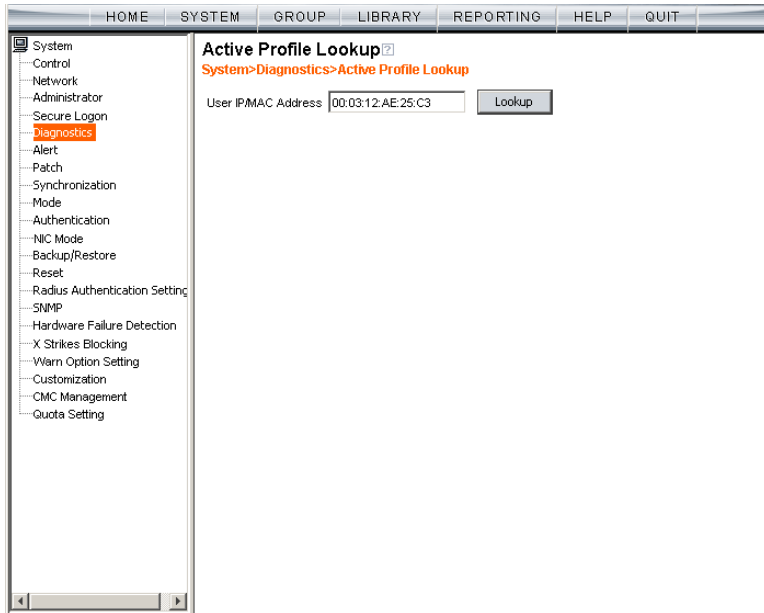 HOME SYSTEM GROUP LIBRARY REPORTING HELP QUIT
System
Control
Network
Administrator
Secure Logon
Diagnostics
Alert
Patch
Synchronization
Mode
Authentication
NIC Mode
Backup/Restore
Reset
Radius Authentication Setting
SNMP
Hardware Failure Detection
X Strikes Blocking
Warn Option Setting
Customization
CMC Management
Quota Setting
Active Profile Lookup ?
System>Diagnostics>Active Profile Lookup
User IP/MAC Address 00:03:12:AE:25:C3 Lookup